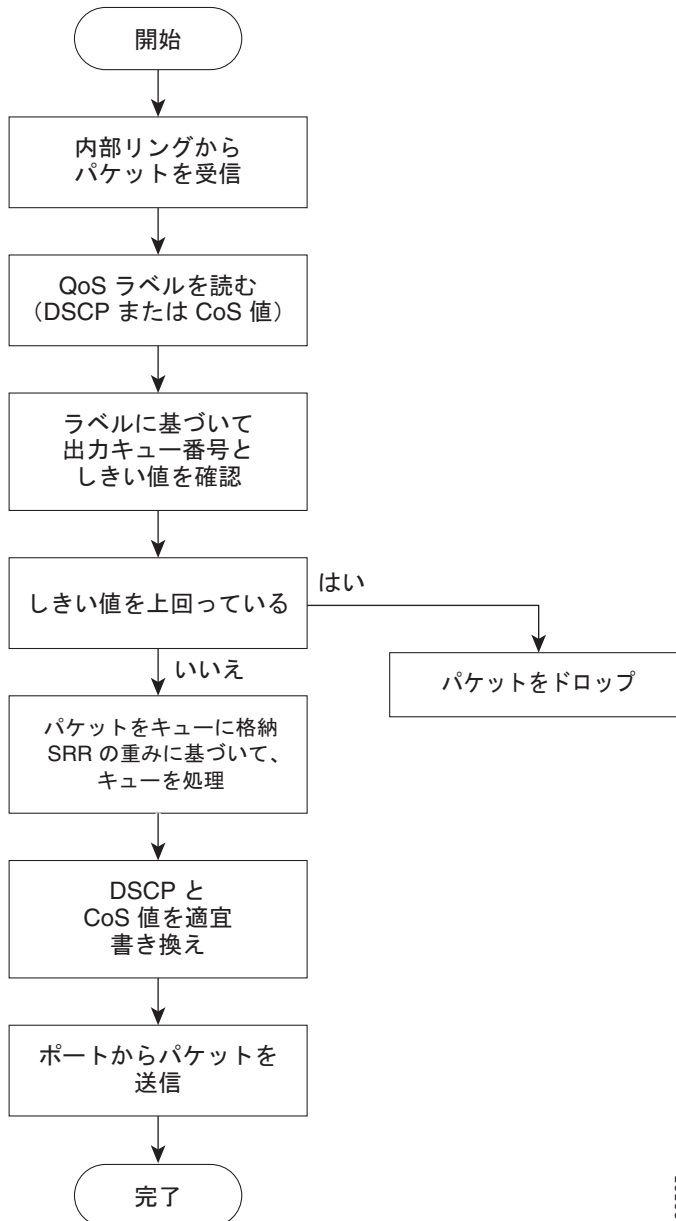 開始
内部リングから
パケットを受信
QoS ラベルを読む
（DSCP または CoS 値）
ラベルに基づいて
出力キュー番号と
しきい値を確認
しきい値を上回っている
はい
いいえ
パケットをドロップ
パケットをキューに格納
SRR の重みに基づいて、
キューを処理
DSCP と
CoS 値を適宜
書き換え
ポートからパケットを
送信
完了